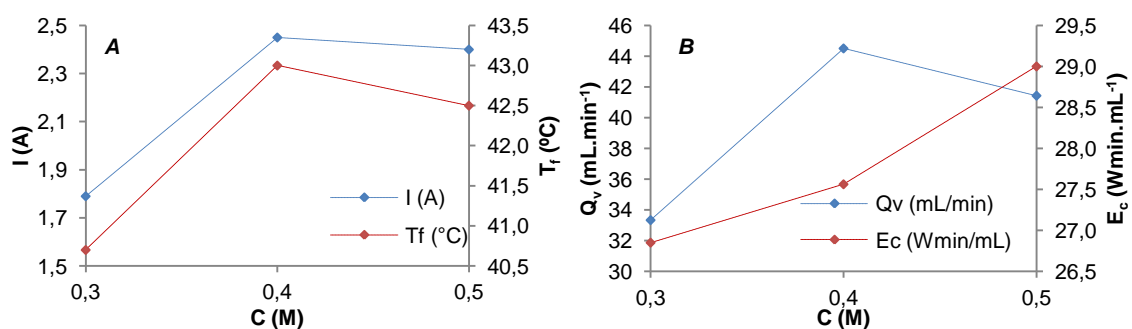 A
I (A)
2,5
2,3
2,1
1,9
1,7
1,5
0,3
0,4
0,5
C (M)
43,5
43,0
42,5
42,0
41,5
41,0
40,5
T_f (ºC)
I (A)
Tf (°C)
B
Q_v (mL.min⁻¹)
46
44
42
40
38
36
34
32
30
0,3
0,4
0,5
C (M)
29,5
29,0
28,5
28,0
27,5
27,0
26,5
E_c (Wmin.mL⁻¹)
Qv (mL/min)
Ec (Wmin/mL)